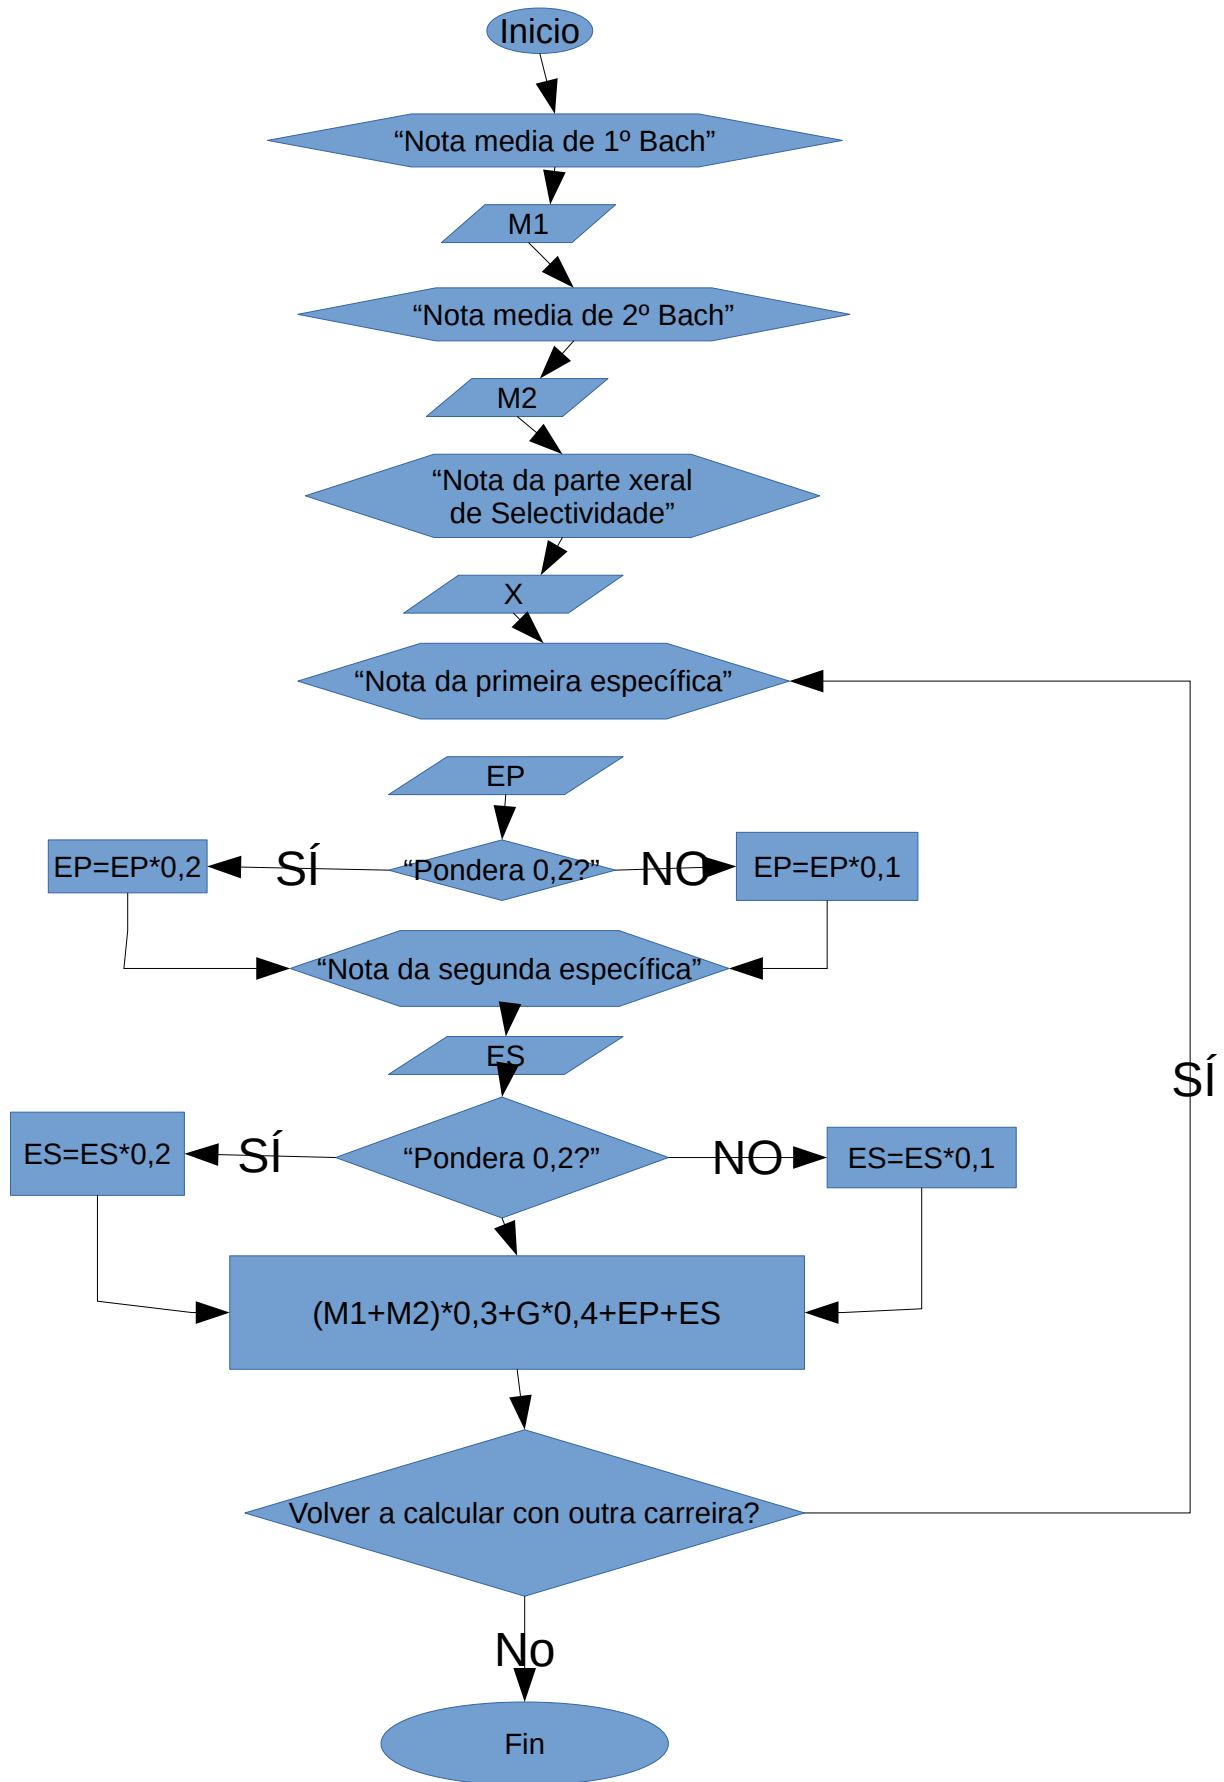 Inicio
“Nota media de 1º Bach”
M1
“Nota media de 2º Bach”
M2
“Nota da parte xeral
de Selectividade”
X
“Nota da primeira específica”
EP
EP=EP*0,2
SÍ
“Pondera 0,2?”
NO
EP=EP*0,1
“Nota da segunda específica”
ES
ES=ES*0,2
SÍ
“Pondera 0,2?”
NO
ES=ES*0,1
SÍ
(M1+M2)*0,3+G*0,4+EP+ES
Volver a calcular con outra carreira?
No
Fin